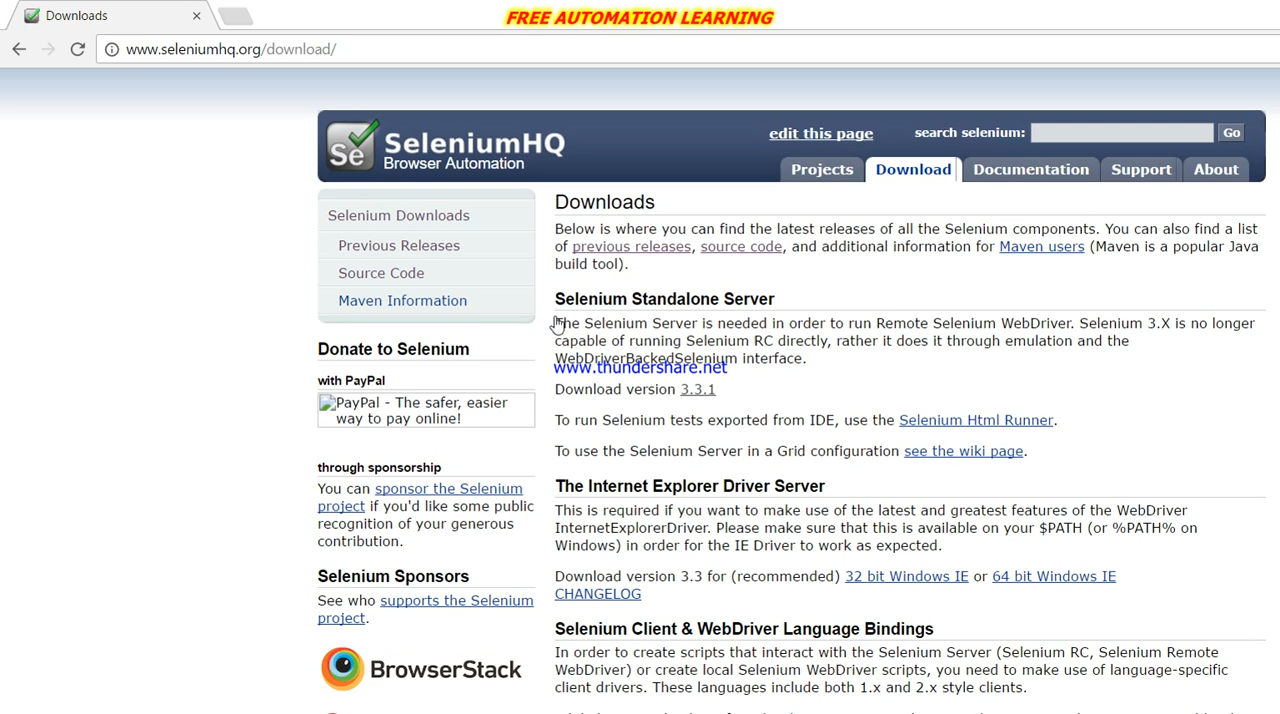 Downloads
FREE AUTOMATION LEARNING
www.seleniumhq.org/download/
Se
SeleniumHQ
Browser Automation
edit this page
search selenium:
Go
Projects
Download
Documentation
Support
About
Selenium Downloads
Previous Releases
Source Code
Maven Information
Donate to Selenium
with PayPal
PayPal - The safer, easier
way to pay online!
through sponsorship
You can sponsor the Selenium
project if you'd like some public
recognition of your generous
contribution.
Selenium Sponsors
See who supports the Selenium
project.
BrowserStack
Downloads
Below is where you can find the latest releases of all the Selenium components. You can also find a list
of previous releases, source code, and additional information for Maven users (Maven is a popular Java
build tool).
Selenium Standalone Server
The Selenium Server is needed in order to run Remote Selenium WebDriver. Selenium 3.X is no longer
capable of running Selenium RC directly, rather it does it through emulation and the
WebDriverBackedSelenium interface.
www.thundershare.net
Download version 3.3.1
To run Selenium tests exported from IDE, use the Selenium Html Runner.
To use the Selenium Server in a Grid configuration see the wiki page.
The Internet Explorer Driver Server
This is required if you want to make use of the latest and greatest features of the WebDriver
InternetExplorerDriver. Please make sure that this is available on your $PATH (or %PATH% on
Windows) in order for the IE Driver to work as expected.
Download version 3.3 for (recommended) 32 bit Windows IE or 64 bit Windows IE
CHANGELOG
Selenium Client & WebDriver Language Bindings
In order to create scripts that interact with the Selenium Server (Selenium RC, Selenium Remote
WebDriver) or create local Selenium WebDriver scripts, you need to make use of language-specific
client drivers. These languages include both 1.x and 2.x style clients.